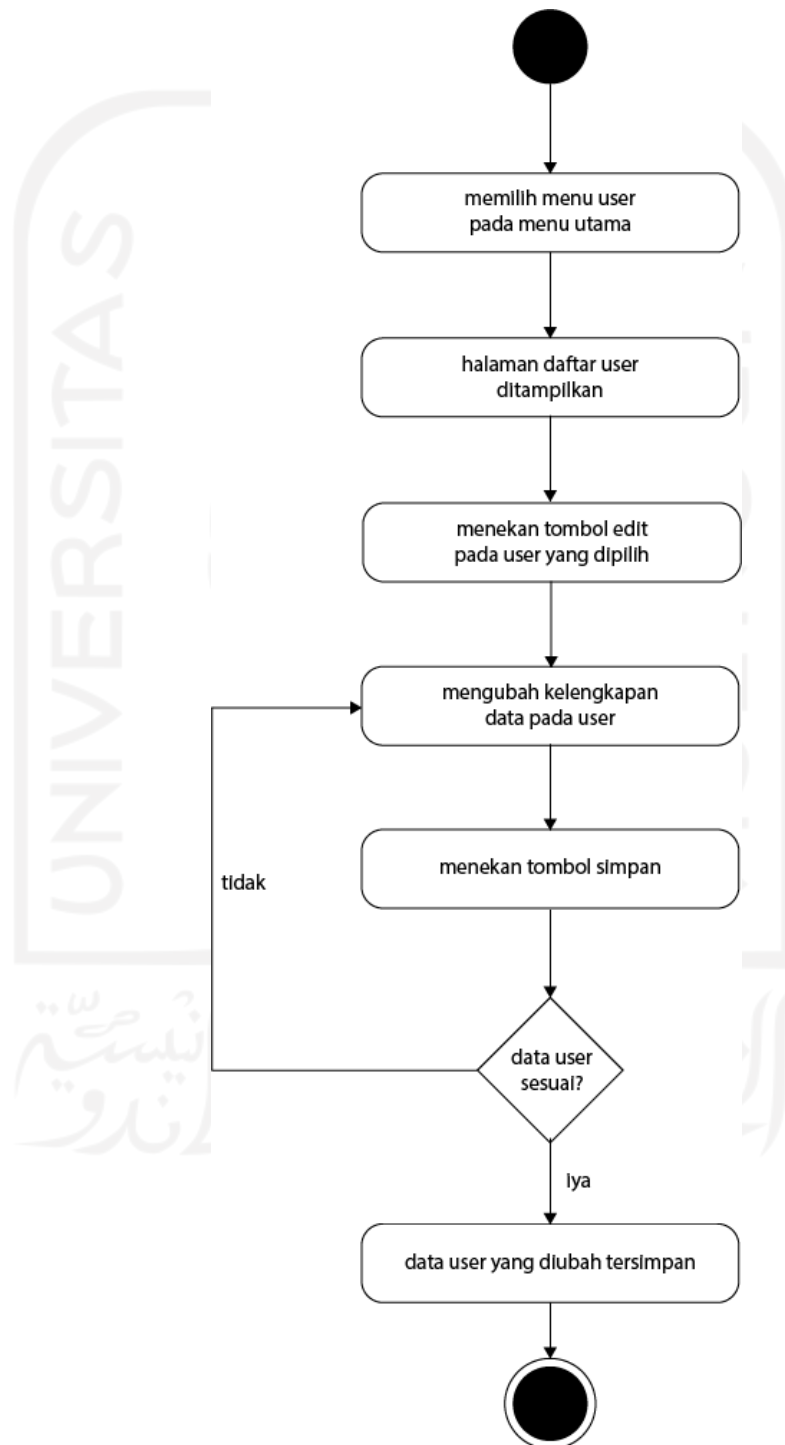 memilih menu user
pada menu utama
halaman daftar user
ditampilkan
menekan tombol edit
pada user yang dipilih
mengubah kelengkapan
data pada user
menekan tombol simpan
tidak
data user
sesuai?
iya
data user yang diubah tersimpan
UNIVERSITAS